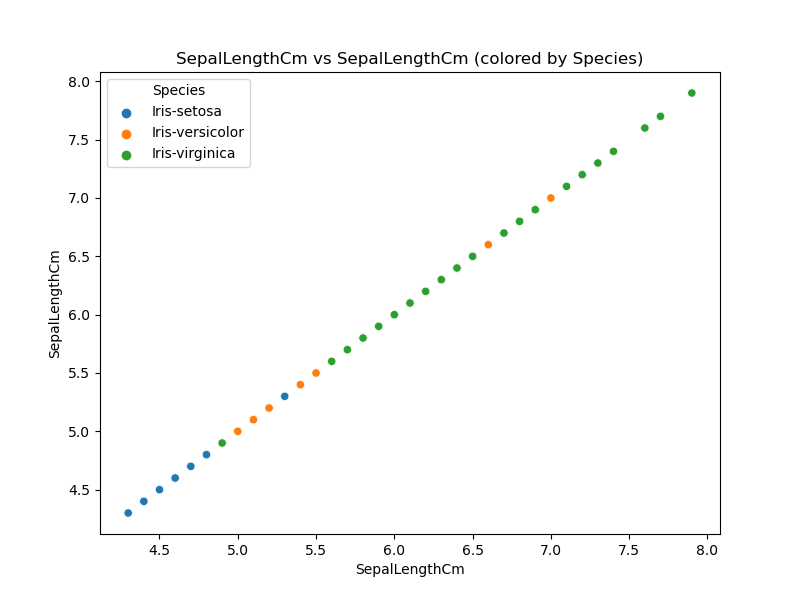 SepalLengthCm vs SepalLengthCm (colored by Species)
Species
Iris-setosa
Iris-versicolor
Iris-virginica
SepalLengthCm
8.0
7.5
7.0
6.5
6.0
5.5
5.0
4.5
4.5 5.0 5.5 6.0 6.5 7.0 7.5 8.0
SepalLengthCm